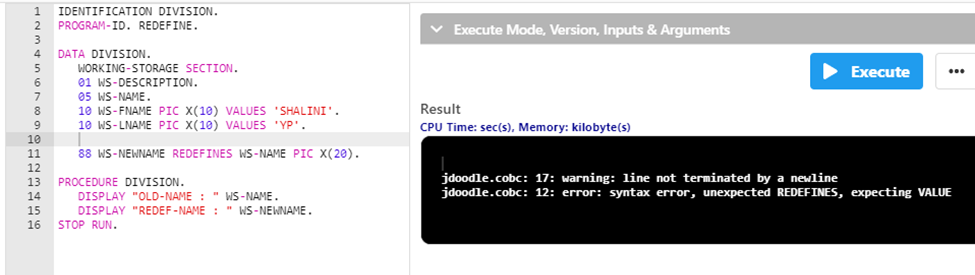 1 IDENTIFICATION DIVISION.
2 PROGRAM-ID. REDEFINE.
3
4 DATA DIVISION.
5 WORKING-STORAGE SECTION.
6 01 WS-DESCRIPTION.
7 05 WS-NAME.
8 10 WS-FNAME PIC X(10) VALUES 'SHALINI'.
9 10 WS-LNAME PIC X(10) VALUES 'YP'.
10
11 88 WS-NEWNAME REDEFINES WS-NAME PIC X(20).
12
13 PROCEDURE DIVISION.
14 DISPLAY "OLD-NAME : " WS-NAME.
15 DISPLAY "REDEF-NAME : " WS-NEWNAME.
16 STOP RUN.
Execute Mode, Version, Inputs & Arguments
Execute
Result
CPU Time: sec(s), Memory: kilobyte(s)
jdoodle.cobc: 17: warning: line not terminated by a newline
jdoodle.cobc: 12: error: syntax error, unexpected REDEFINES, expecting VALUE